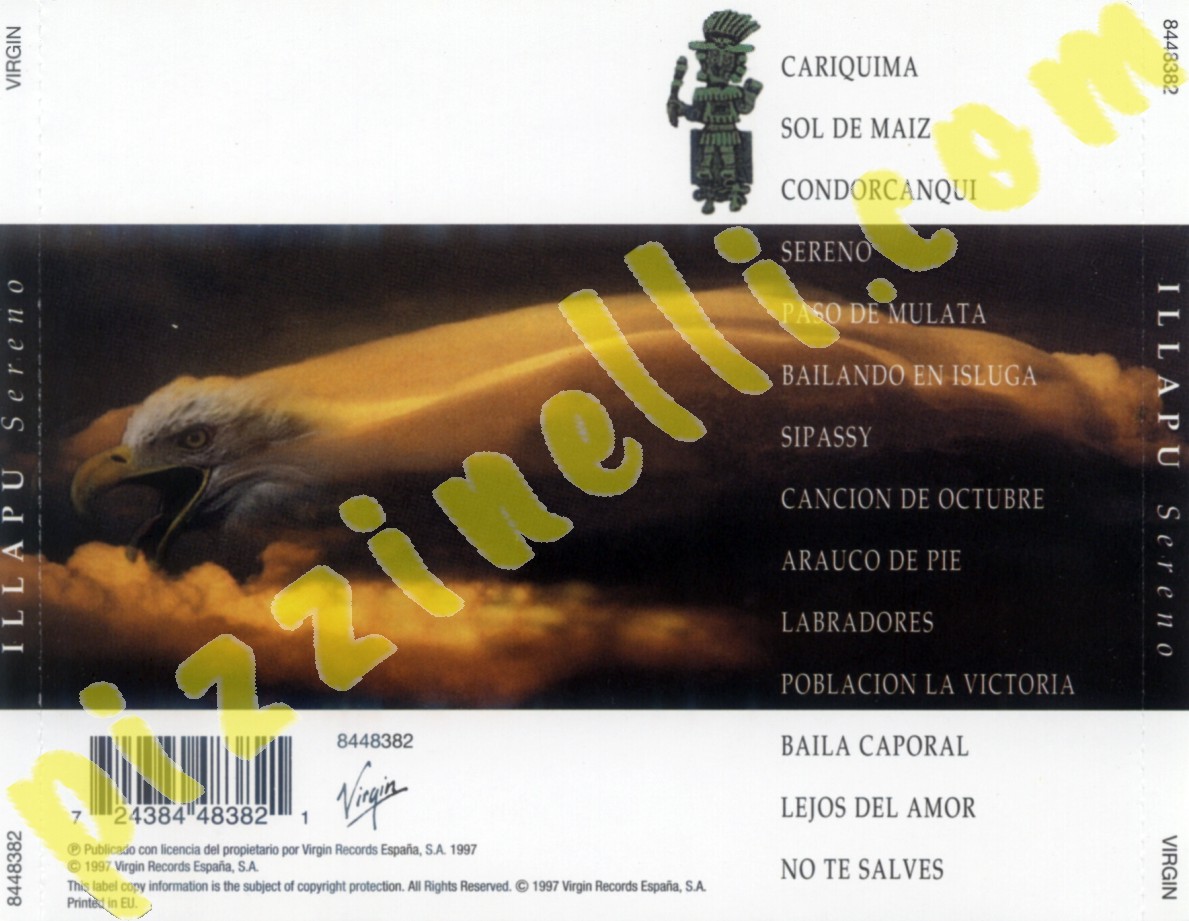 VIRGIN
8448382
CARIQUIMA
SOL DE MAIZ
CONDORCANQUI
SERENO
PASO DE MULATA
BAILANDO EN ISLUGA
SIPASSY
CANCION DE OCTUBRE
ARAUCO DE PIE
LABRADORES
POBLACION LA VICTORIA
BAILA CAPORAL
LEJOS DEL AMOR
NO TE SALVES
ILLAPU Sereno
ILLAPU Sereno
pizzinelli.com
8448382
Virgin
7 24384 48382 1
℗ Publicado con licencia del propietario por Virgin Records España, S.A. 1997
© 1997 Virgin Records España, S.A.
This label copy information is the subject of copyright protection. All Rights Reserved. © 1997 Virgin Records España, S.A.
Printed in EU.
8448382
VIRGIN